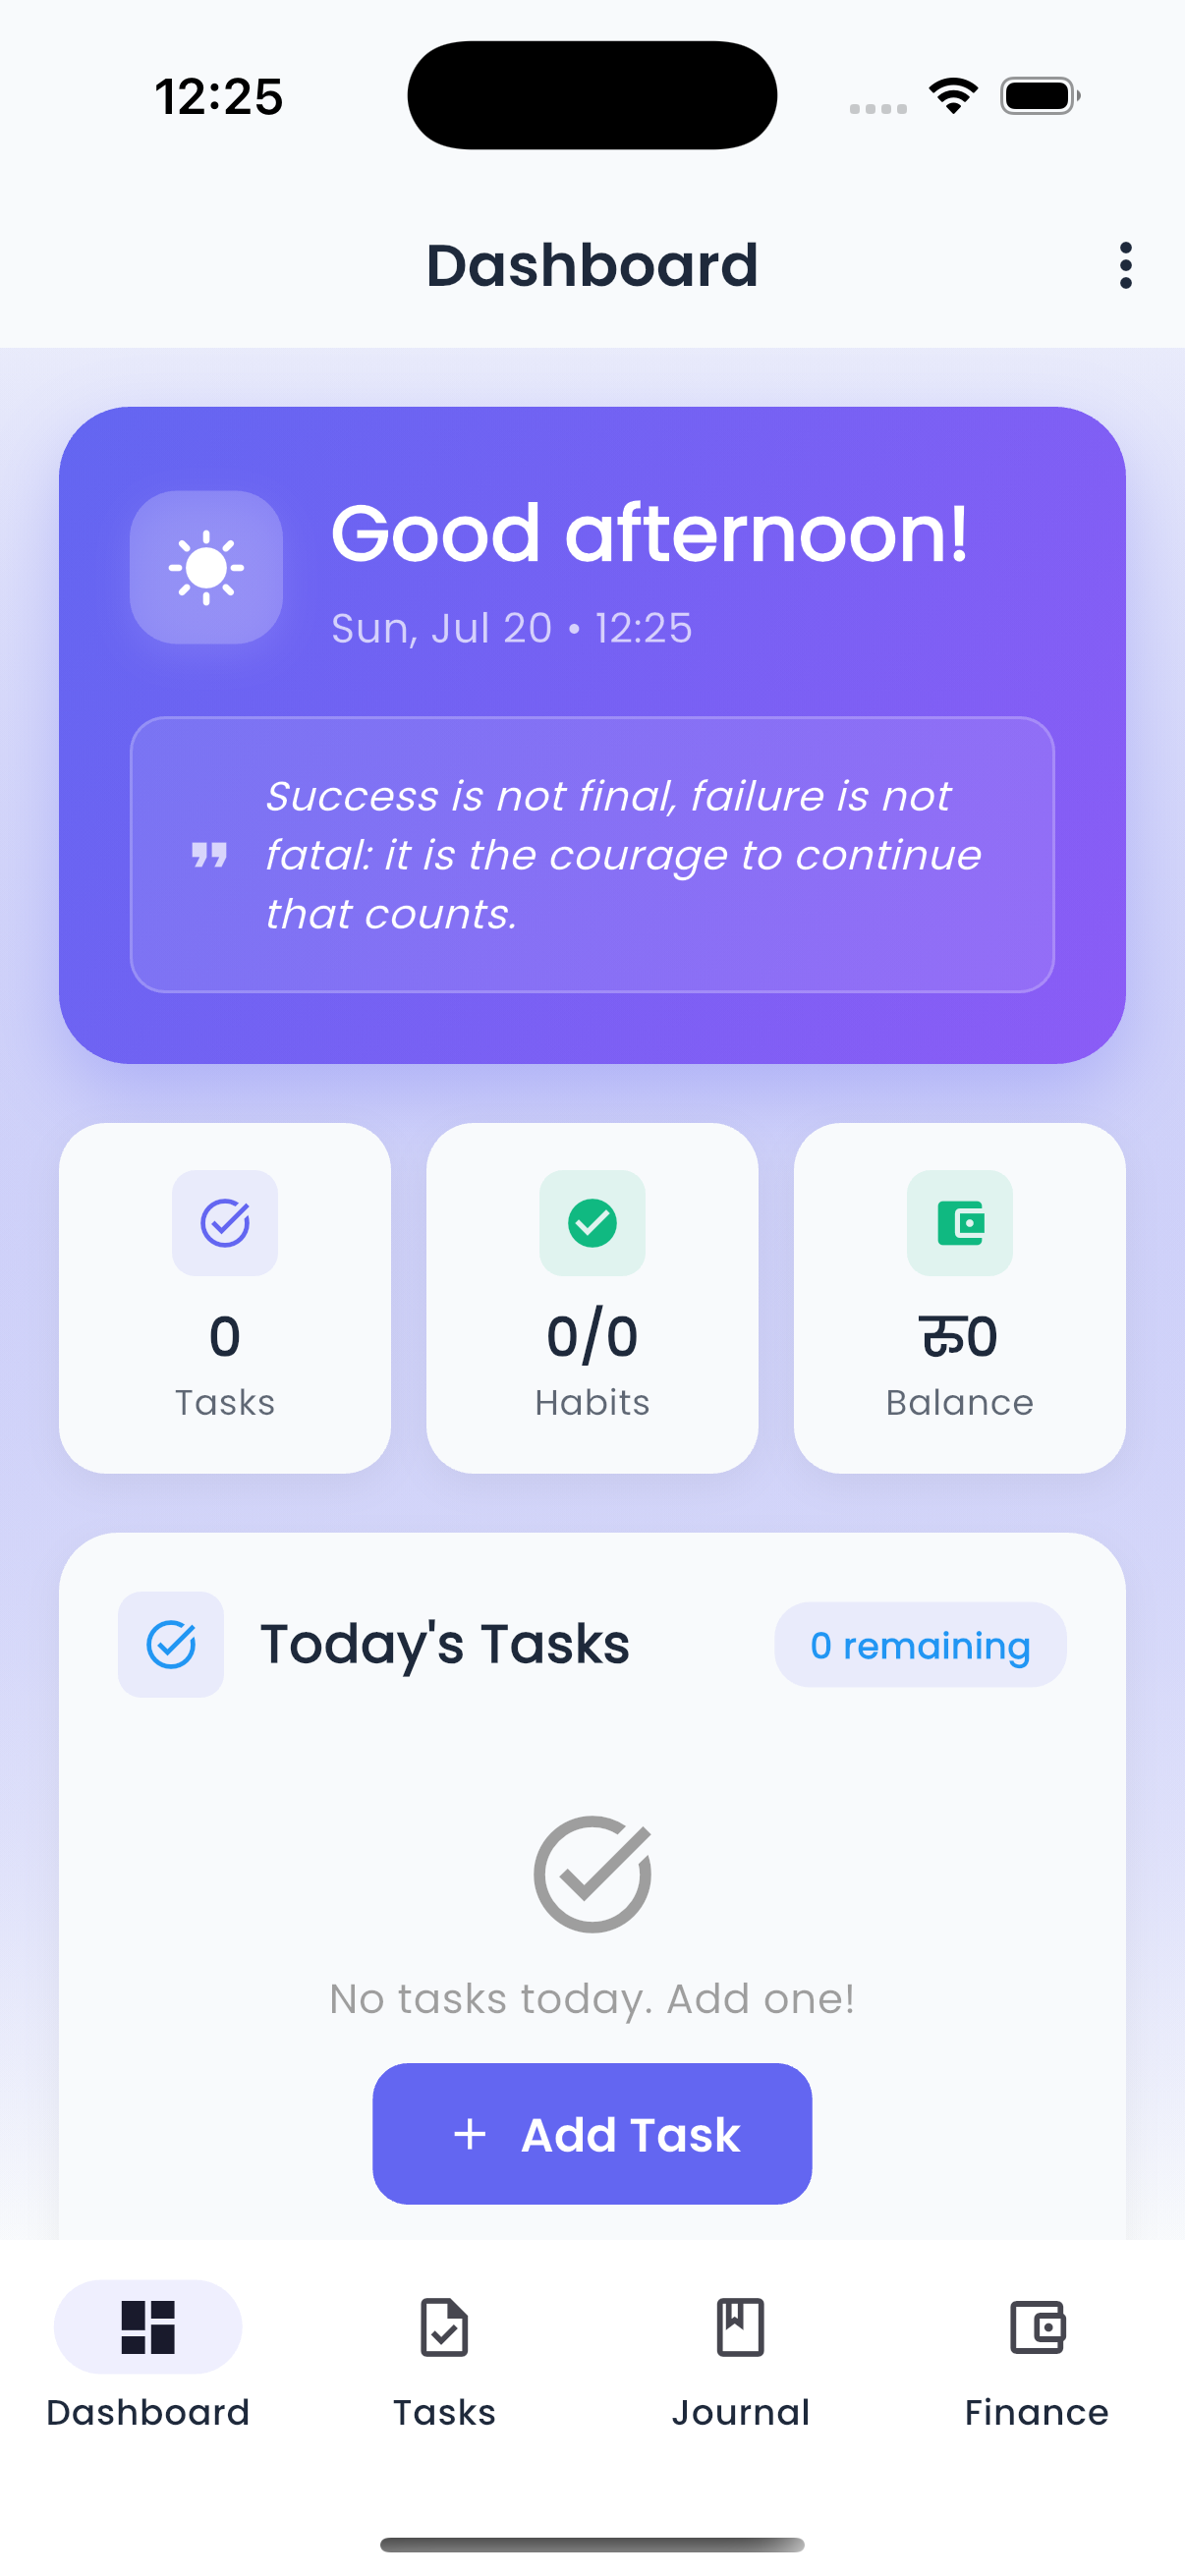 12:25
Dashboard
Good afternoon!
Sun, Jul 20 • 12:25
Success is not final, failure is not
fatal: it is the courage to continue
that counts.
0
Tasks
0/0
Habits
रु0
Balance
Today's Tasks
0 remaining
No tasks today. Add one!
+ Add Task
Dashboard
Tasks
Journal
Finance